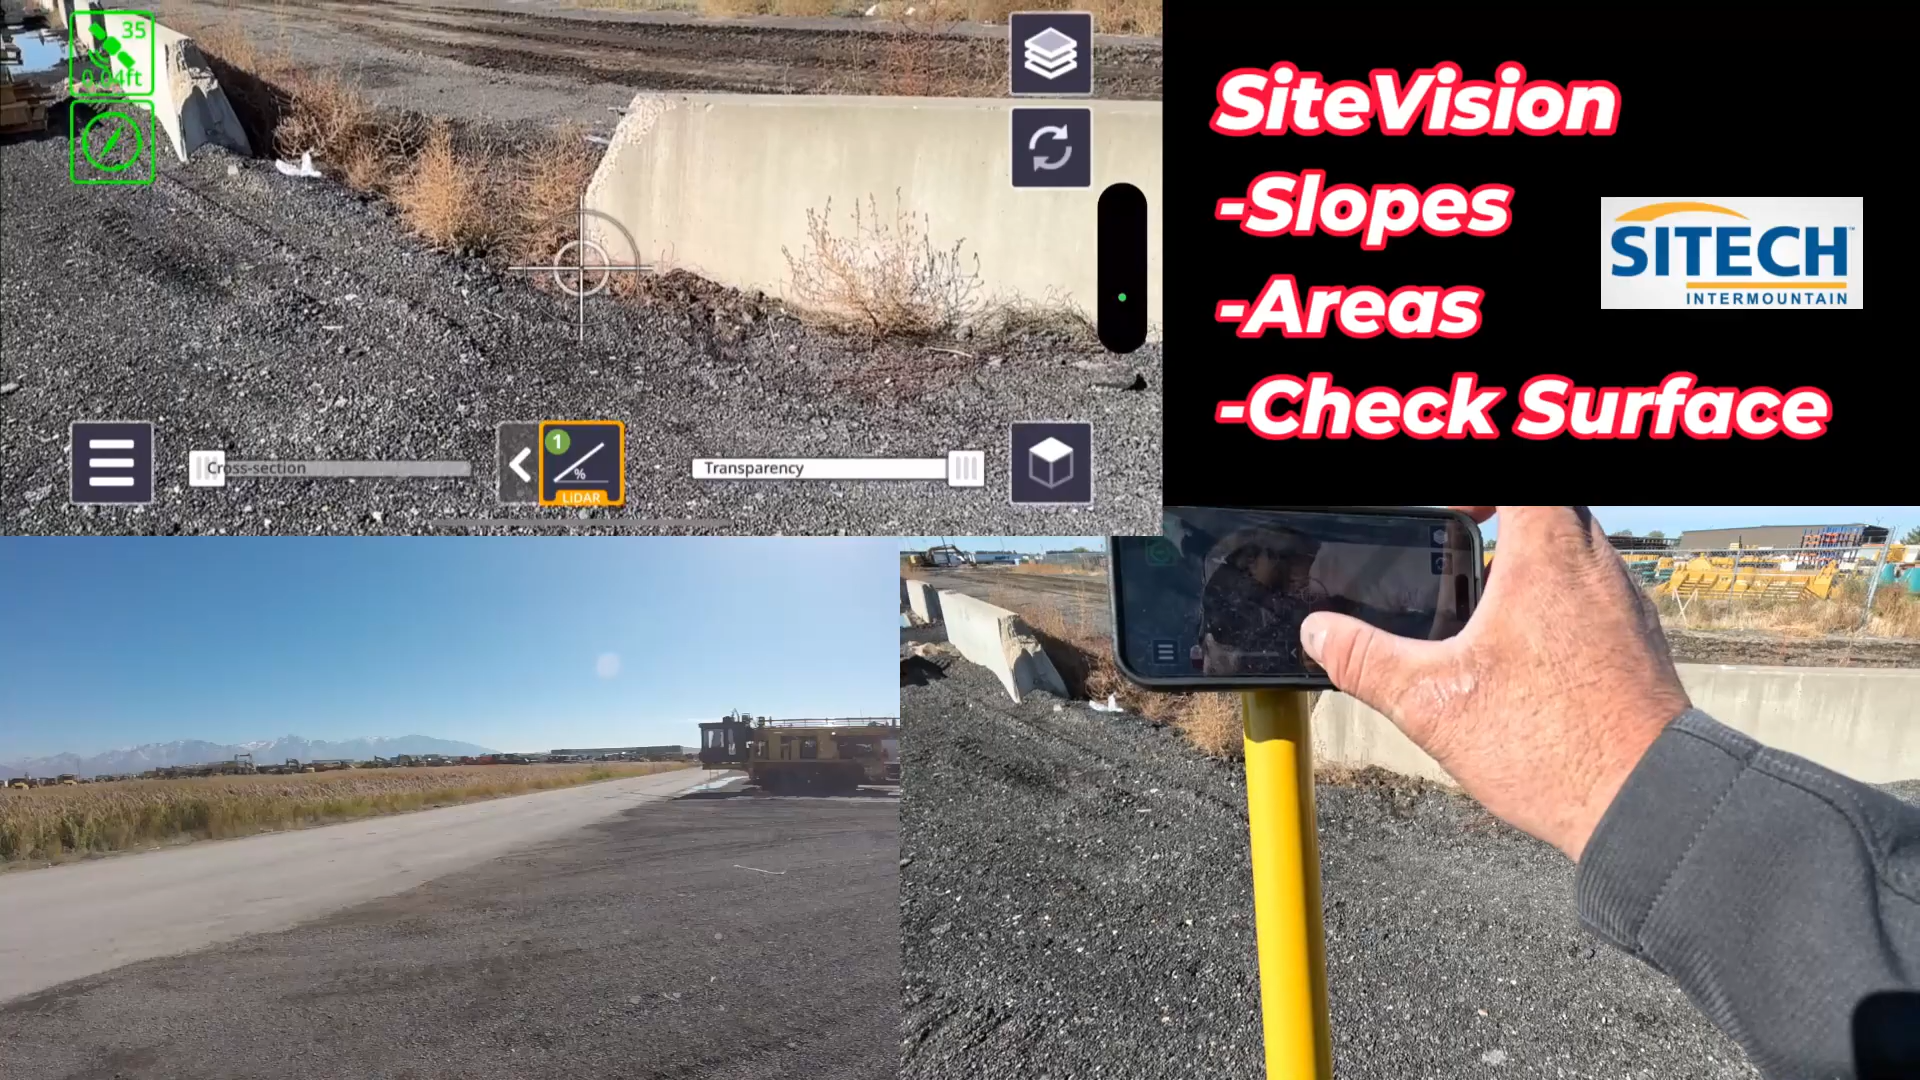 35
0.04ft
Cross-section
1
%
LiDAR
Transparency
SiteVision
-Slopes
-Areas
-Check Surface
SITECH
INTERMOUNTAIN